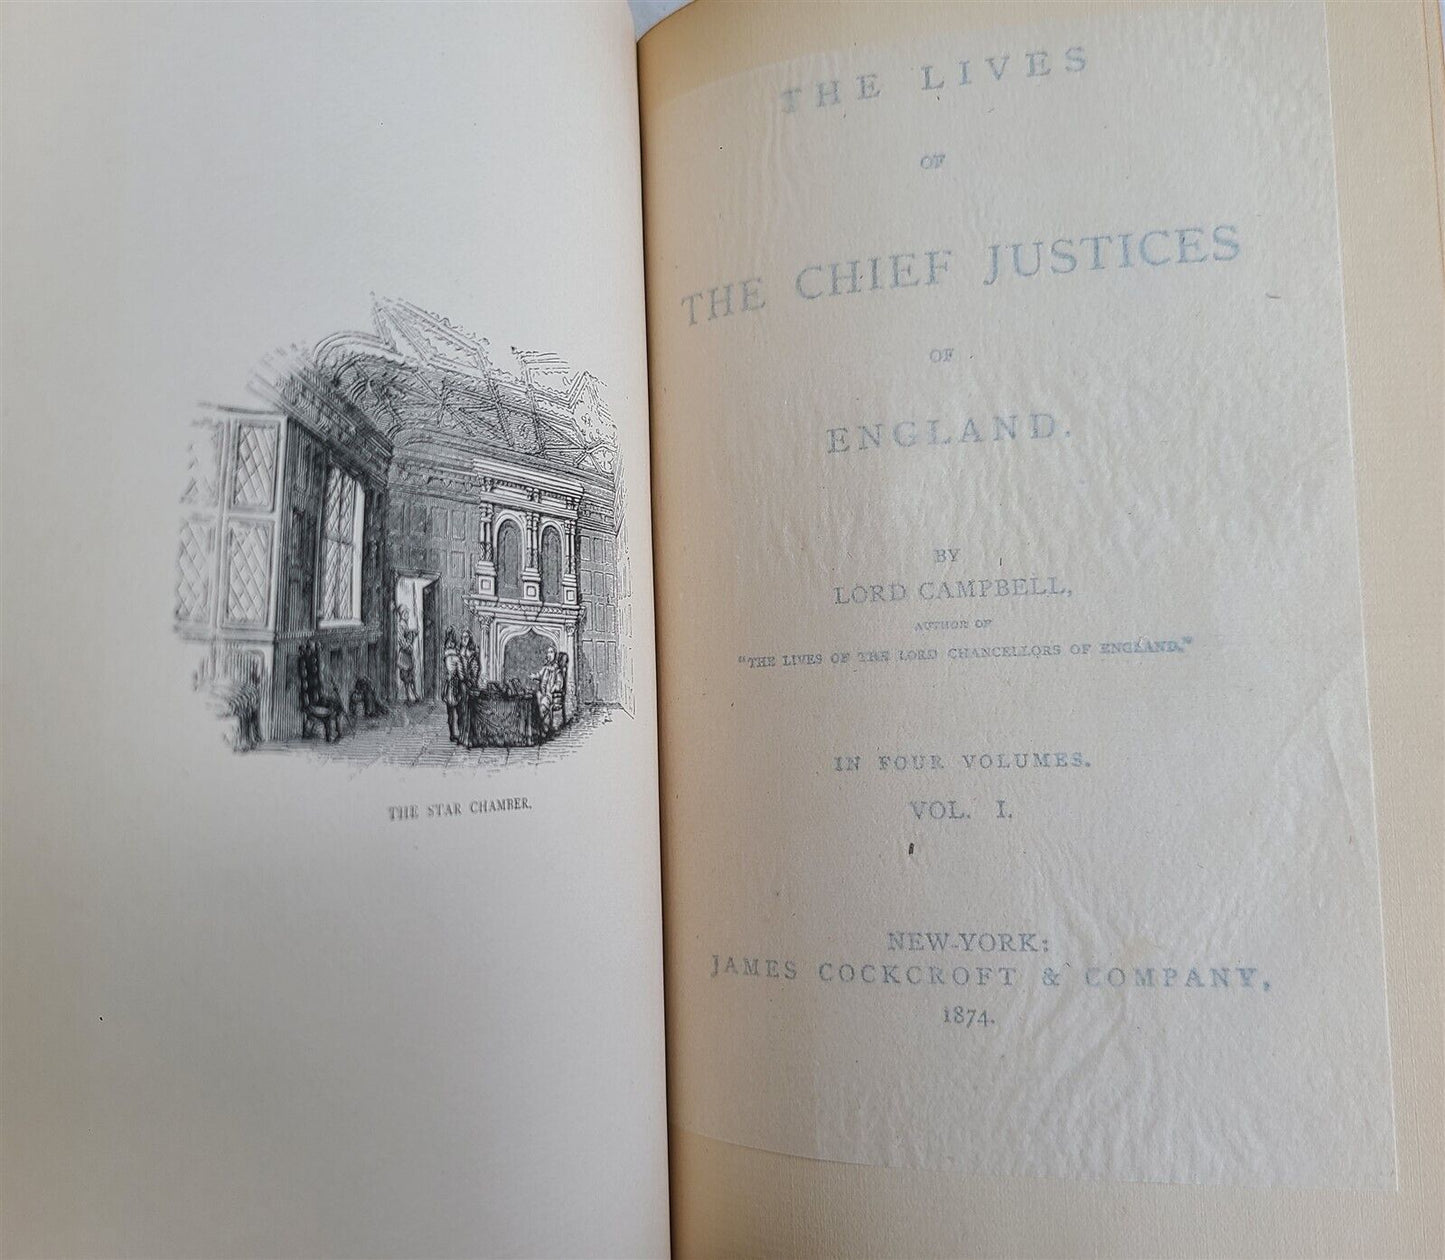 THE STAR CHAMBER.
THE LIVES
OF
THE CHIEF JUSTICES
OF
ENGLAND.
BY
LORD CAMPBELL,
AUTHOR OF
"THE LIVES OF THE LORD CHANCELLORS OF ENGLAND."
IN FOUR VOLUMES.
VOL. I.
NEW-YORK:
JAMES COCKCROFT & COMPANY,
1874.